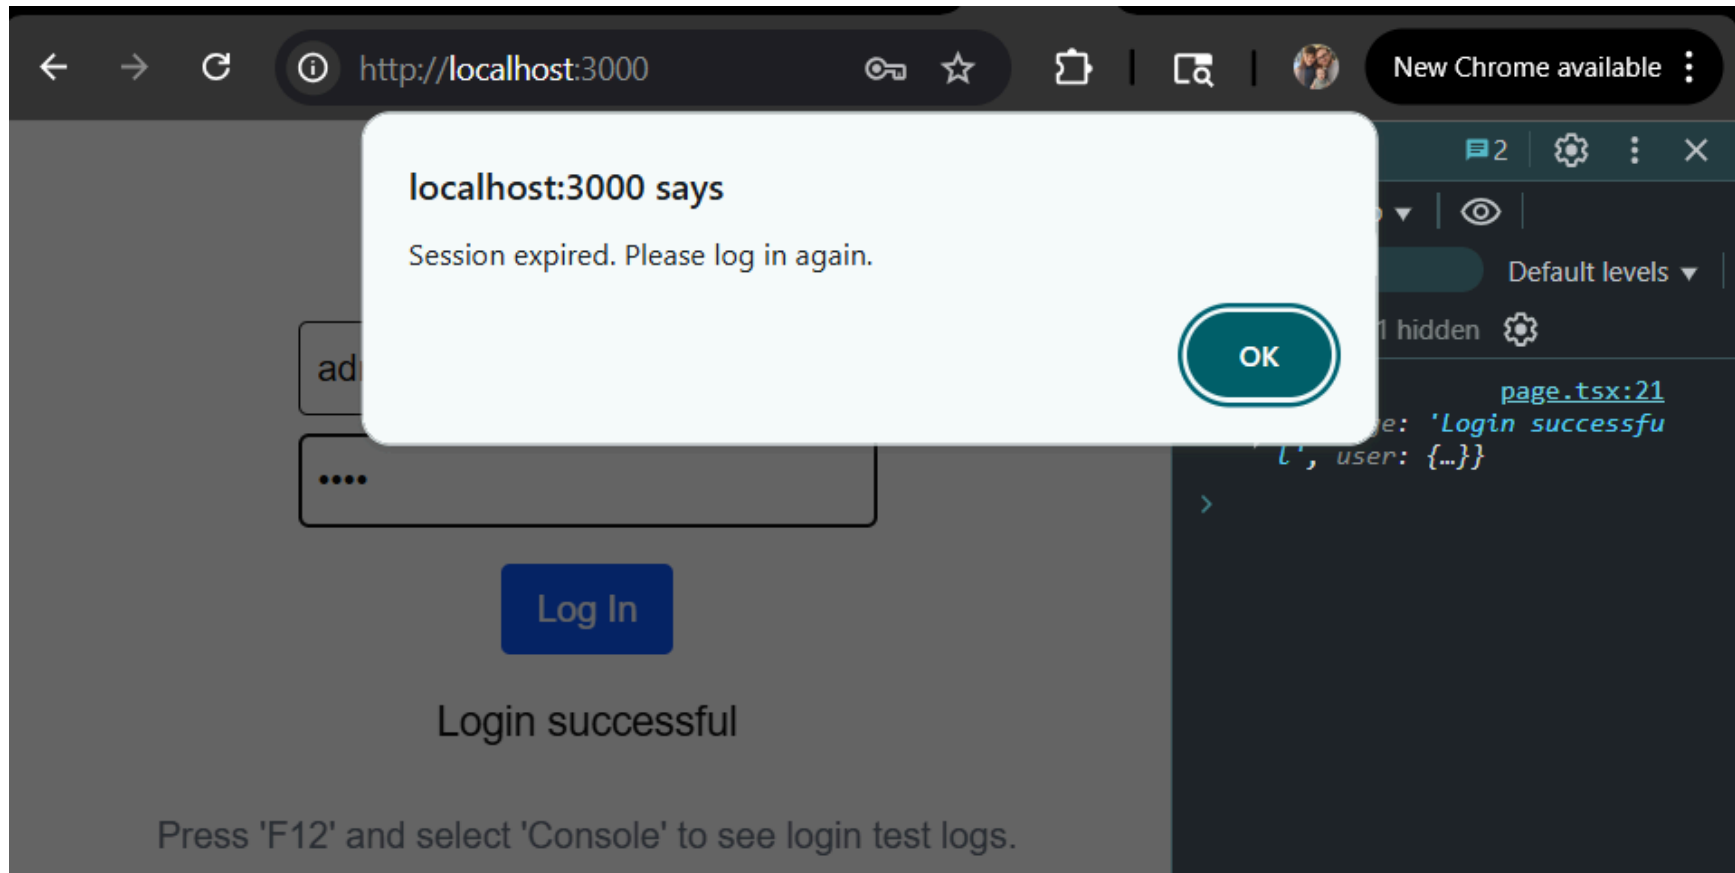 http://localhost:3000
New Chrome available
localhost:3000 says
Session expired. Please log in again.
OK
2
Default levels
1 hidden
page.tsx:21
'Login successfu
l', user: {…}}
••••
Log In
Login successful
Press 'F12' and select 'Console' to see login test logs.